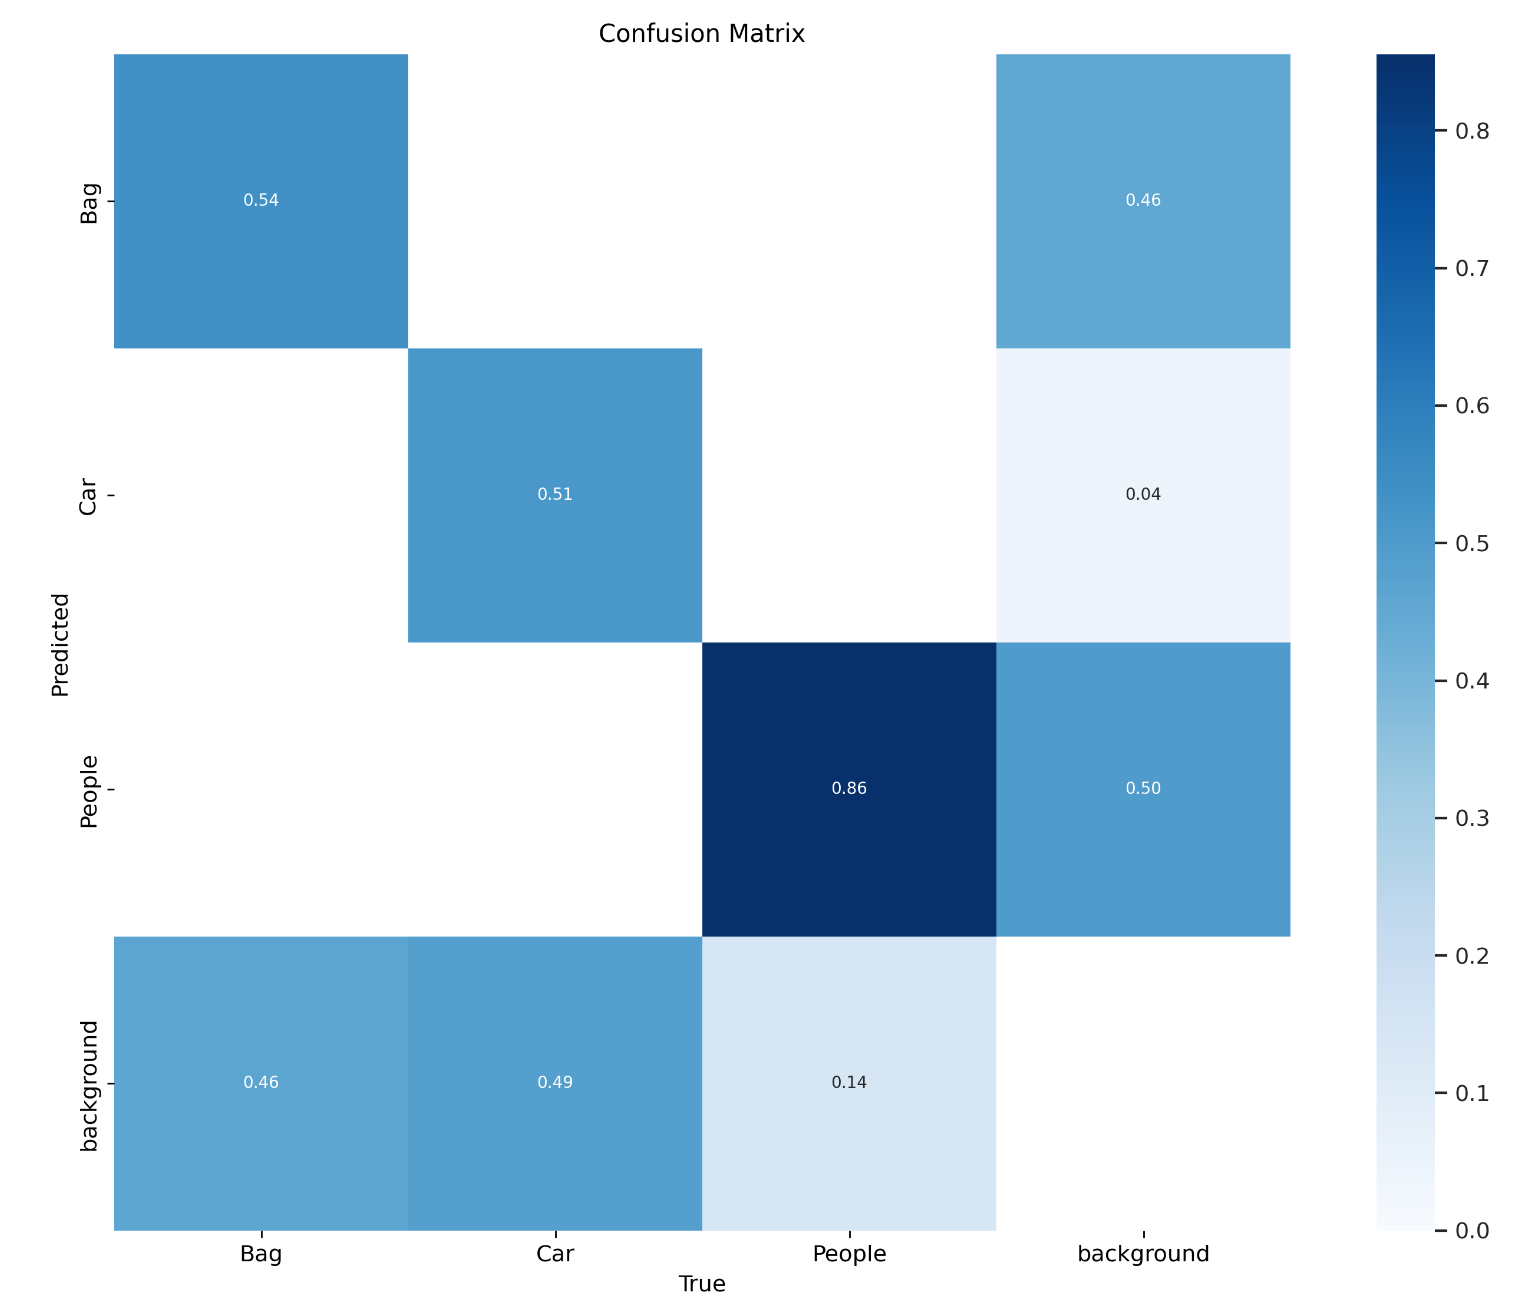 Confusion Matrix
Bag
0.54
0.46
Car
0.51
0.04
People
0.86
0.50
background
0.46
0.49
0.14
Predicted
Bag
Car
People
background
True
0.8
0.7
0.6
0.5
0.4
0.3
0.2
0.1
0.0